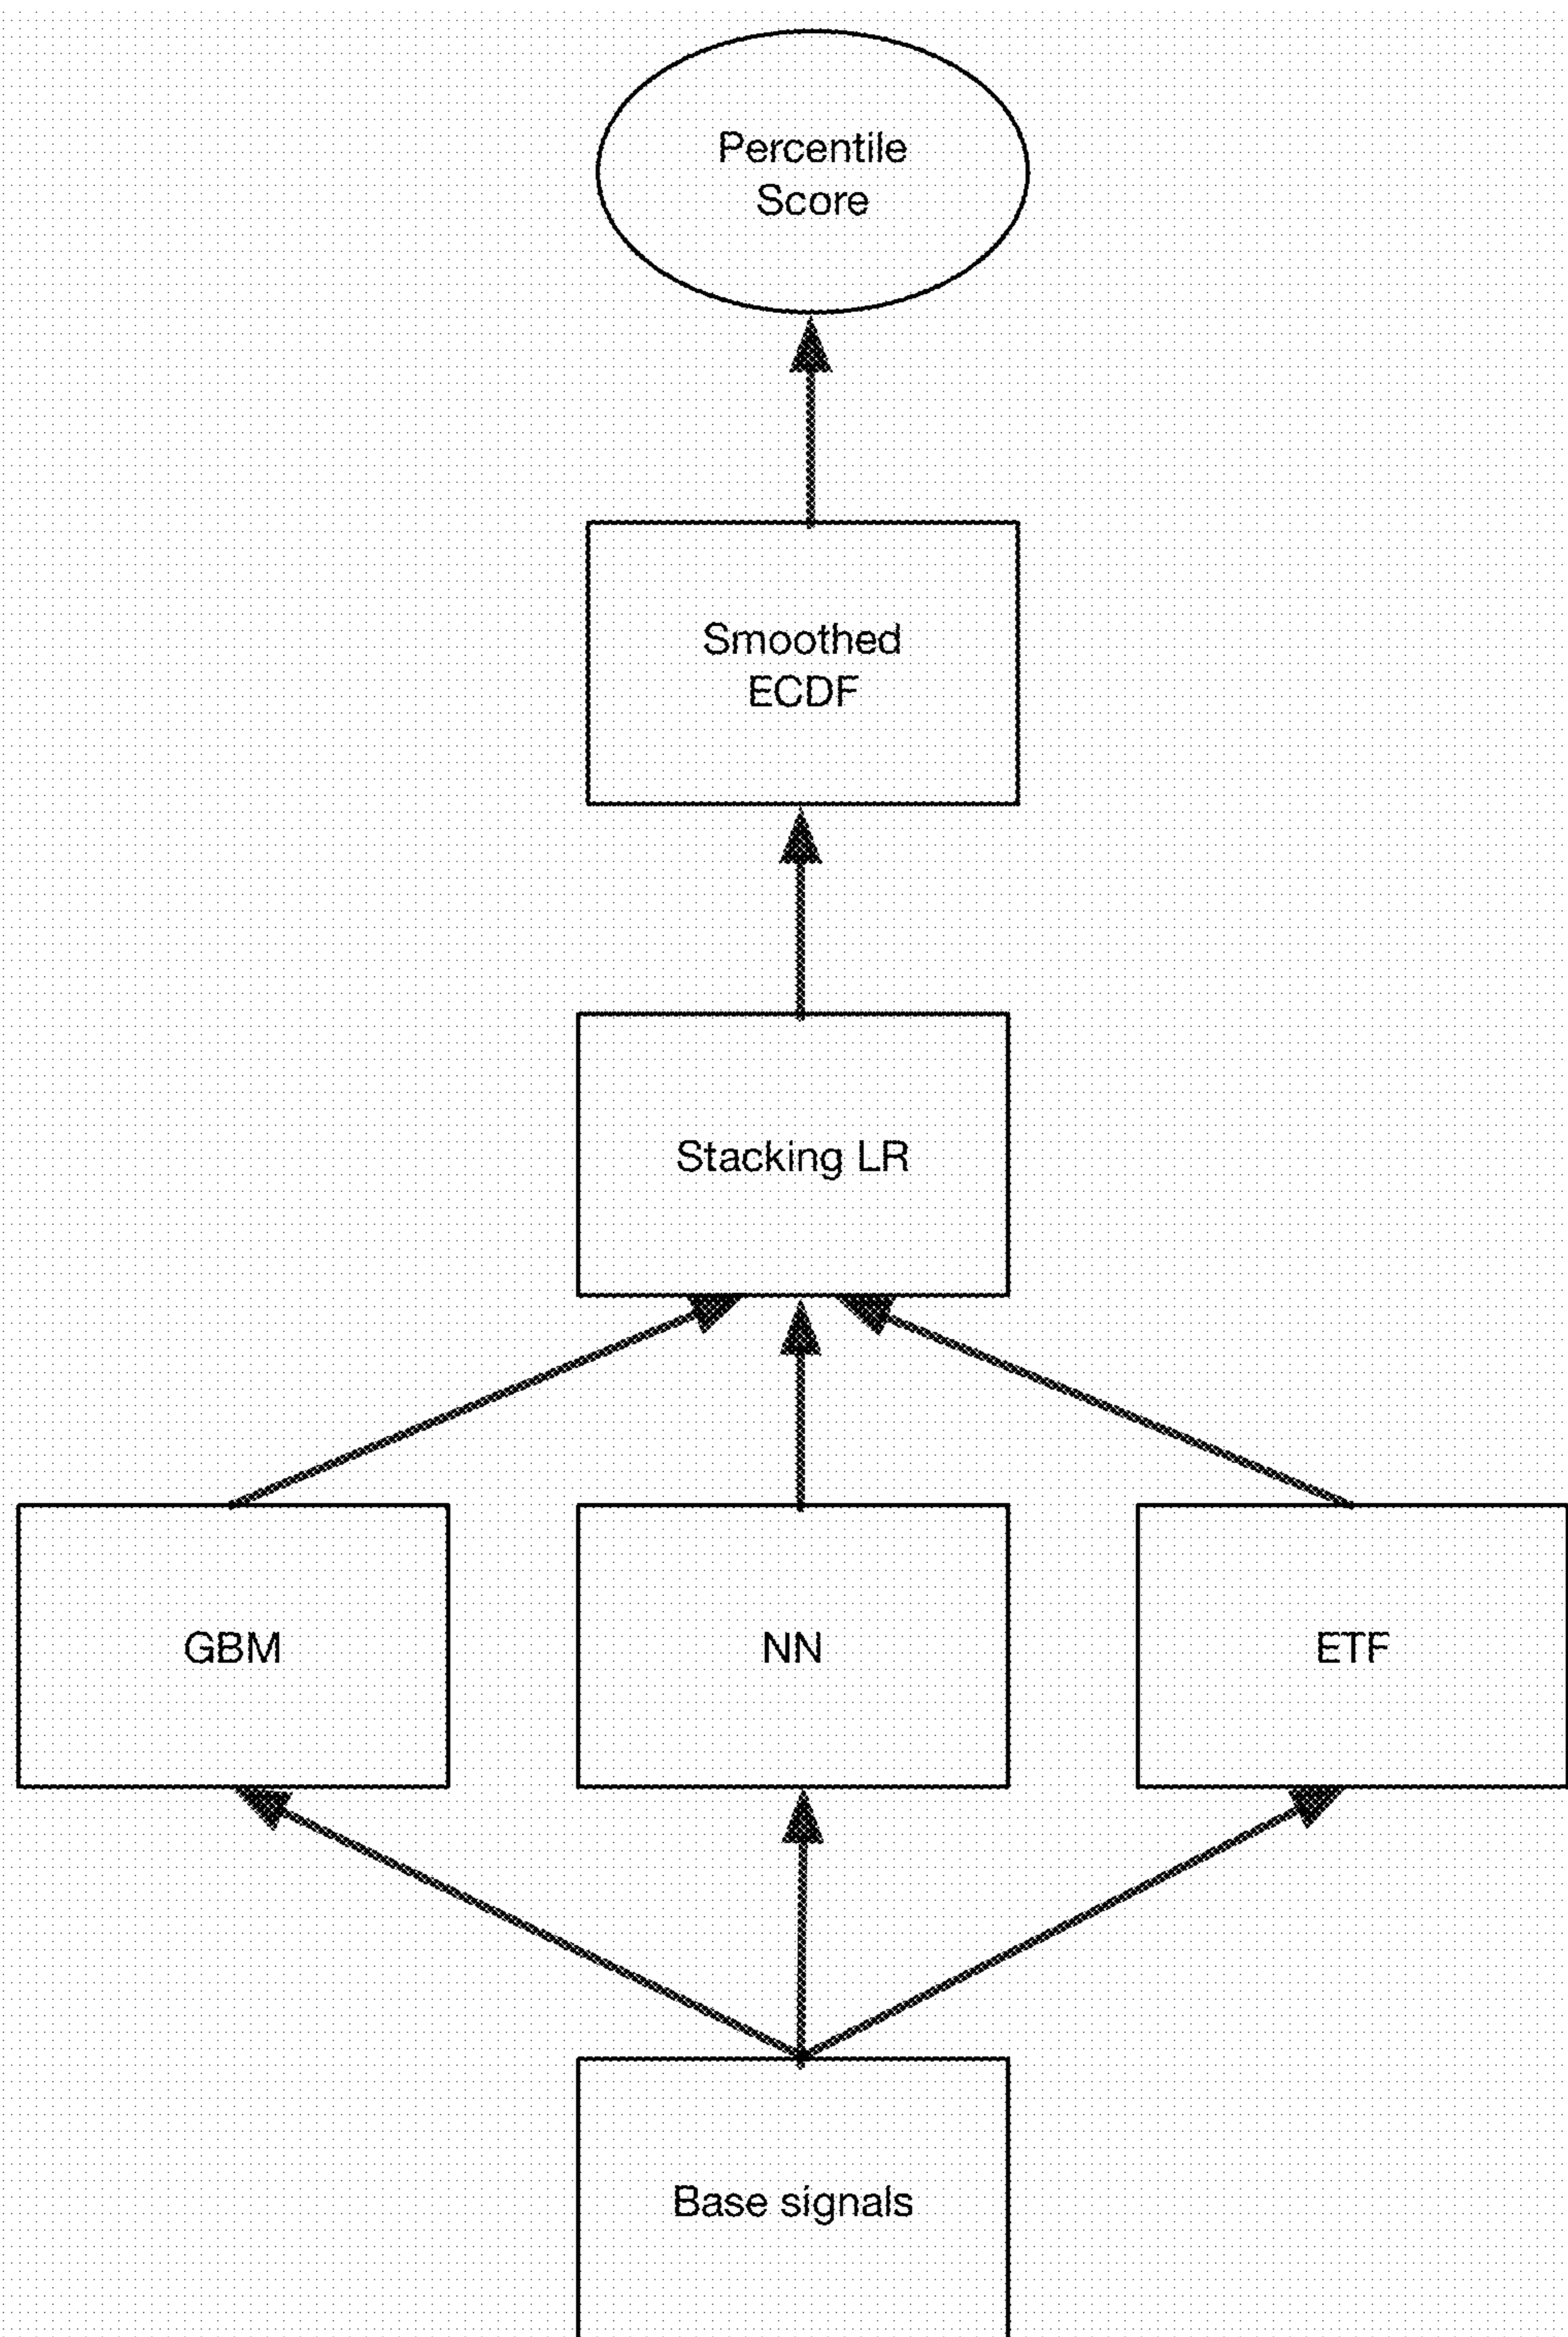 Percentile
Score
Smoothed
ECDF
Stacking LR
GBM
NN
ETF
Base signals